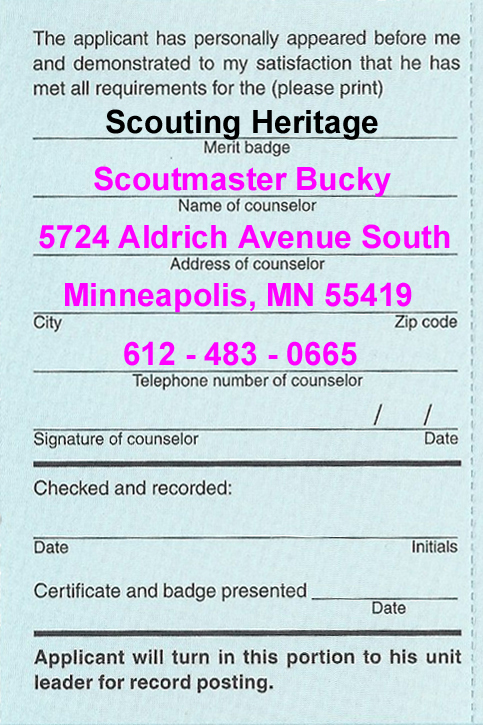 The applicant has personally appeared before me
and demonstrated to my satisfaction that he has
met all requirements for the (please print)
Scouting Heritage
Merit badge
Scoutmaster Bucky
Name of counselor
5724 Aldrich Avenue South
Address of counselor
Minneapolis, MN 55419
City Zip code
612 - 483 - 0665
Telephone number of counselor
/ /
Signature of counselor Date
Checked and recorded:
Date Initials
Certificate and badge presented
Date
Applicant will turn in this portion to his unit
leader for record posting.